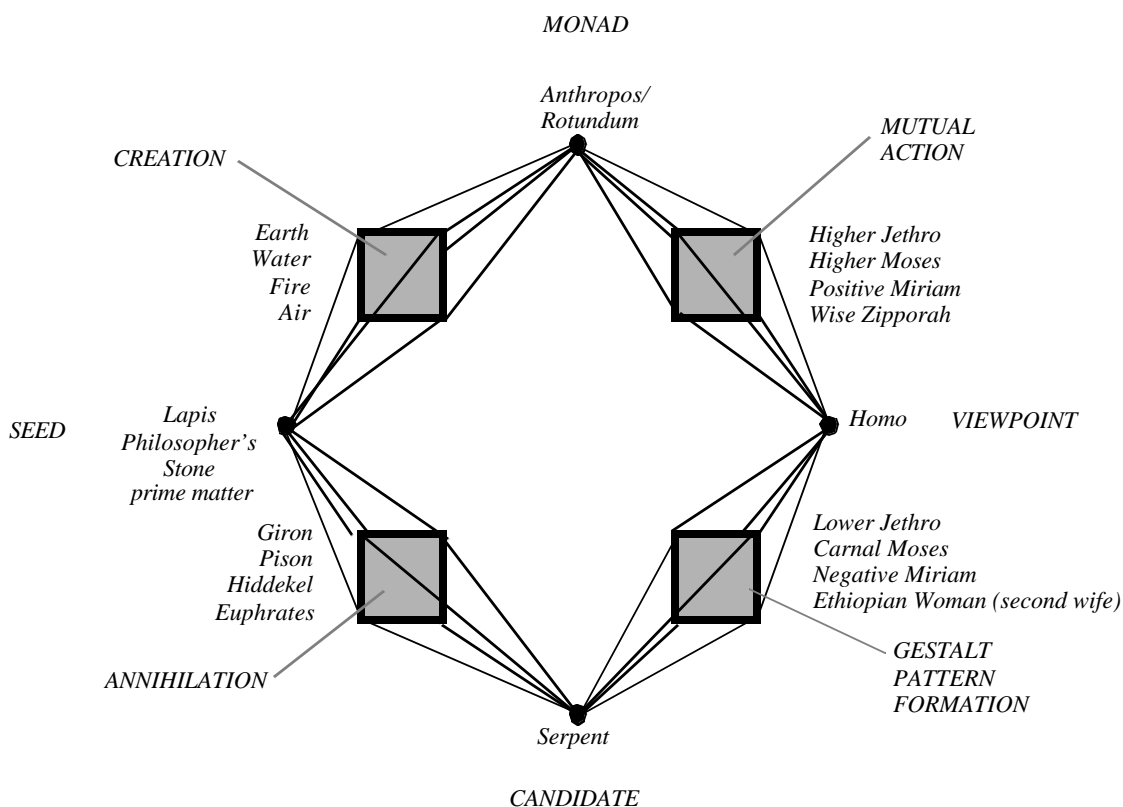 MONAD
Anthropos/
Rotundum
CREATION
MUTUAL
ACTION
Earth
Water
Fire
Air
Higher Jethro
Higher Moses
Positive Miriam
Wise Zipporah
SEED
Lapis
Philosopher's
Stone
prime matter
Homo
VIEWPOINT
Giron
Pison
Hiddekel
Euphrates
Lower Jethro
Carnal Moses
Negative Miriam
Ethiopian Woman (second wife)
ANNIHILATION
GESTALT
PATTERN
FORMATION
Serpent
CANDIDATE